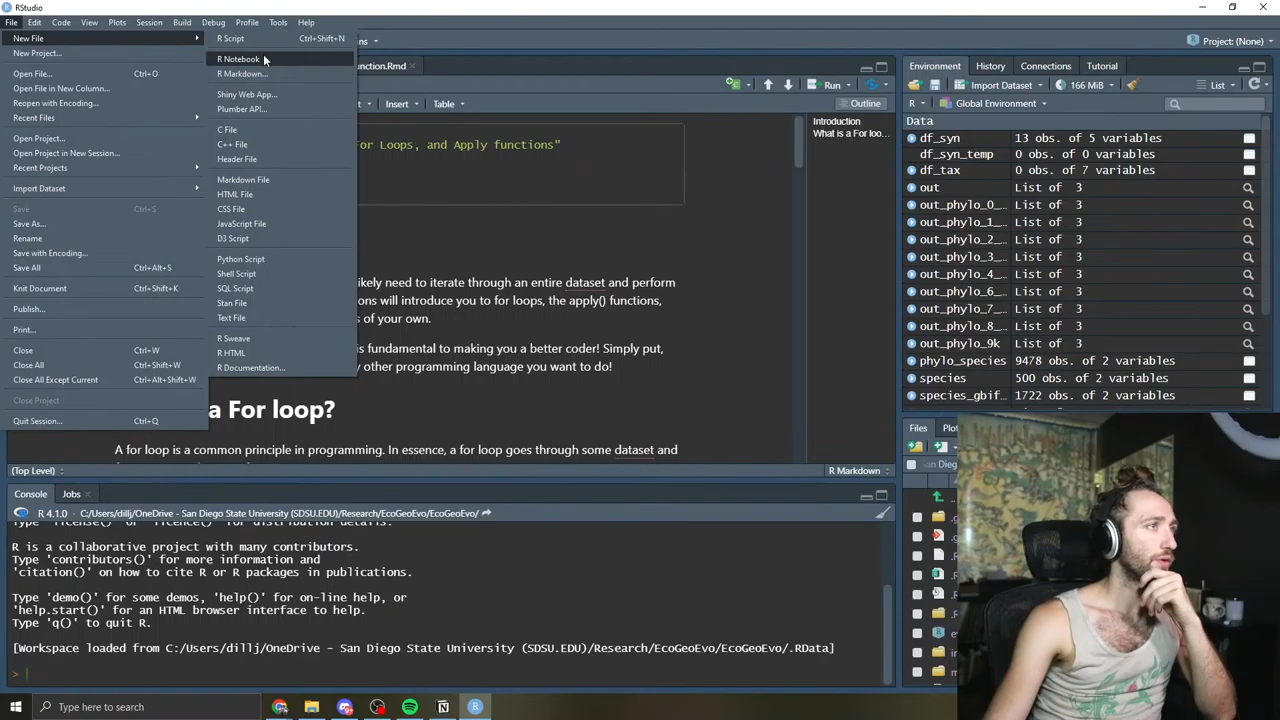 RStudio
File Edit Code View Plots Session Build Debug Profile Tools Help
New File
New Project...
Open File... Ctrl+O
Open File in New Column...
Reopen with Encoding...
Recent Files
Open Project...
Open Project in New Session...
Recent Projects
Import Dataset
Save Ctrl+S
Save As...
Rename
Save with Encoding...
Save All Ctrl+Alt+S
Knit Document Ctrl+Shift+K
Publish...
Print...
Close Ctrl+W
Close All Ctrl+Shift+W
Close All Except Current Ctrl+Alt+Shift+W
Close Project
Quit Session... Ctrl+Q
R Script Ctrl+Shift+N
R Notebook
R Markdown...
Shiny Web App...
Plumber API...
C File
C++ File
Header File
Markdown File
HTML File
CSS File
JavaScript File
D3 Script
Python Script
Shell Script
SQL Script
Stan File
Text File
R Sweave
R HTML
R Documentation...
Project: (None)
Run
Insert Table Outline
or Loops, and Apply functions"
ikely need to iterate through an entire dataset and perform
ons will introduce you to for loops, the apply() functions,
s of your own.
is fundamental to making you a better coder! Simply put,
y other programming language you want to do!
a For loop?
A for loop is a common principle in programming. In essence, a for loop goes through some dataset and
Introduction
What is a For loo...
(Top Level) R Markdown
Console Jobs
R 4.1.0 · C:/Users/dillj/OneDrive - San Diego State University (SDSU.EDU)/Research/EcoGeoEvo/EcoGeoEvo/
Type 'license()' or 'licence()' for distribution details.
R is a collaborative project with many contributors.
Type 'contributors()' for more information and
'citation()' on how to cite R or R packages in publications.
Type 'demo()' for some demos, 'help()' for on-line help, or
'help.start()' for an HTML browser interface to help.
Type 'q()' to quit R.
[Workspace loaded from C:/Users/dillj/OneDrive - San Diego State University (SDSU.EDU)/Research/EcoGeoEvo/EcoGeoEvo/.RData]
>
Environment History Connections Tutorial
Import Dataset 166 MiB List
R Global Environment
Data
df_syn 13 obs. of 5 variables
df_syn_temp 0 obs. of 0 variables
df_tax 0 obs. of 7 variables
out List of 3
out_phylo_0_... List of 3
out_phylo_1_... List of 3
out_phylo_2_... List of 3
out_phylo_3_... List of 3
out_phylo_4_... List of 3
out_phylo_6_... List of 3
out_phylo_7_... List of 3
out_phylo_8_... List of 3
out_phylo_9k List of 3
phylo_species 9478 obs. of 2 variables
species 500 obs. of 2 variables
species_gbif... 1722 obs. of 2 variables
Files Plot
san Dieg
Type here to search